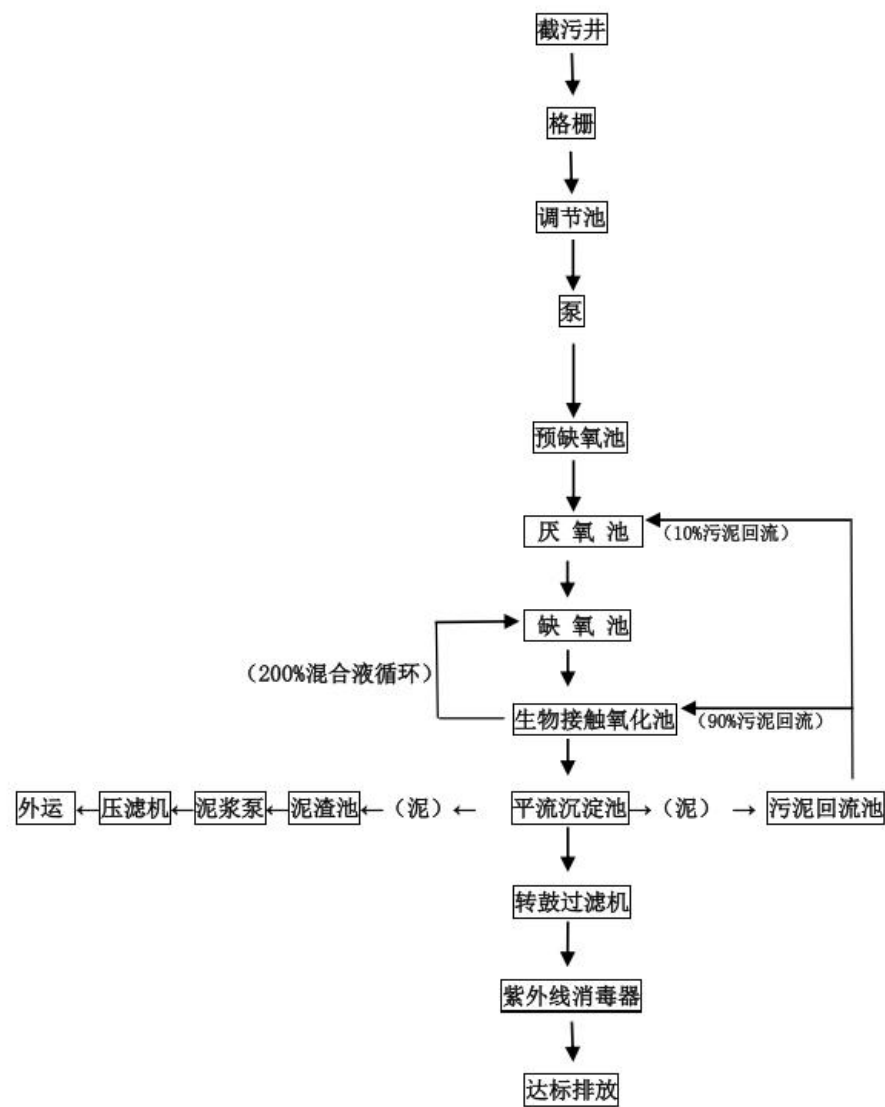 截污井
格栅
调节池
泵
预缺氧池
厌 氧 池
（10%污泥回流）
缺 氧 池
（200%混合液循环）
生物接触氧化池
（90%污泥回流）
外运 ←压滤机←泥浆泵←泥渣池←（泥）← 平流沉淀池→（泥） → 污泥回流池
转鼓过滤机
紫外线消毒器
达标排放